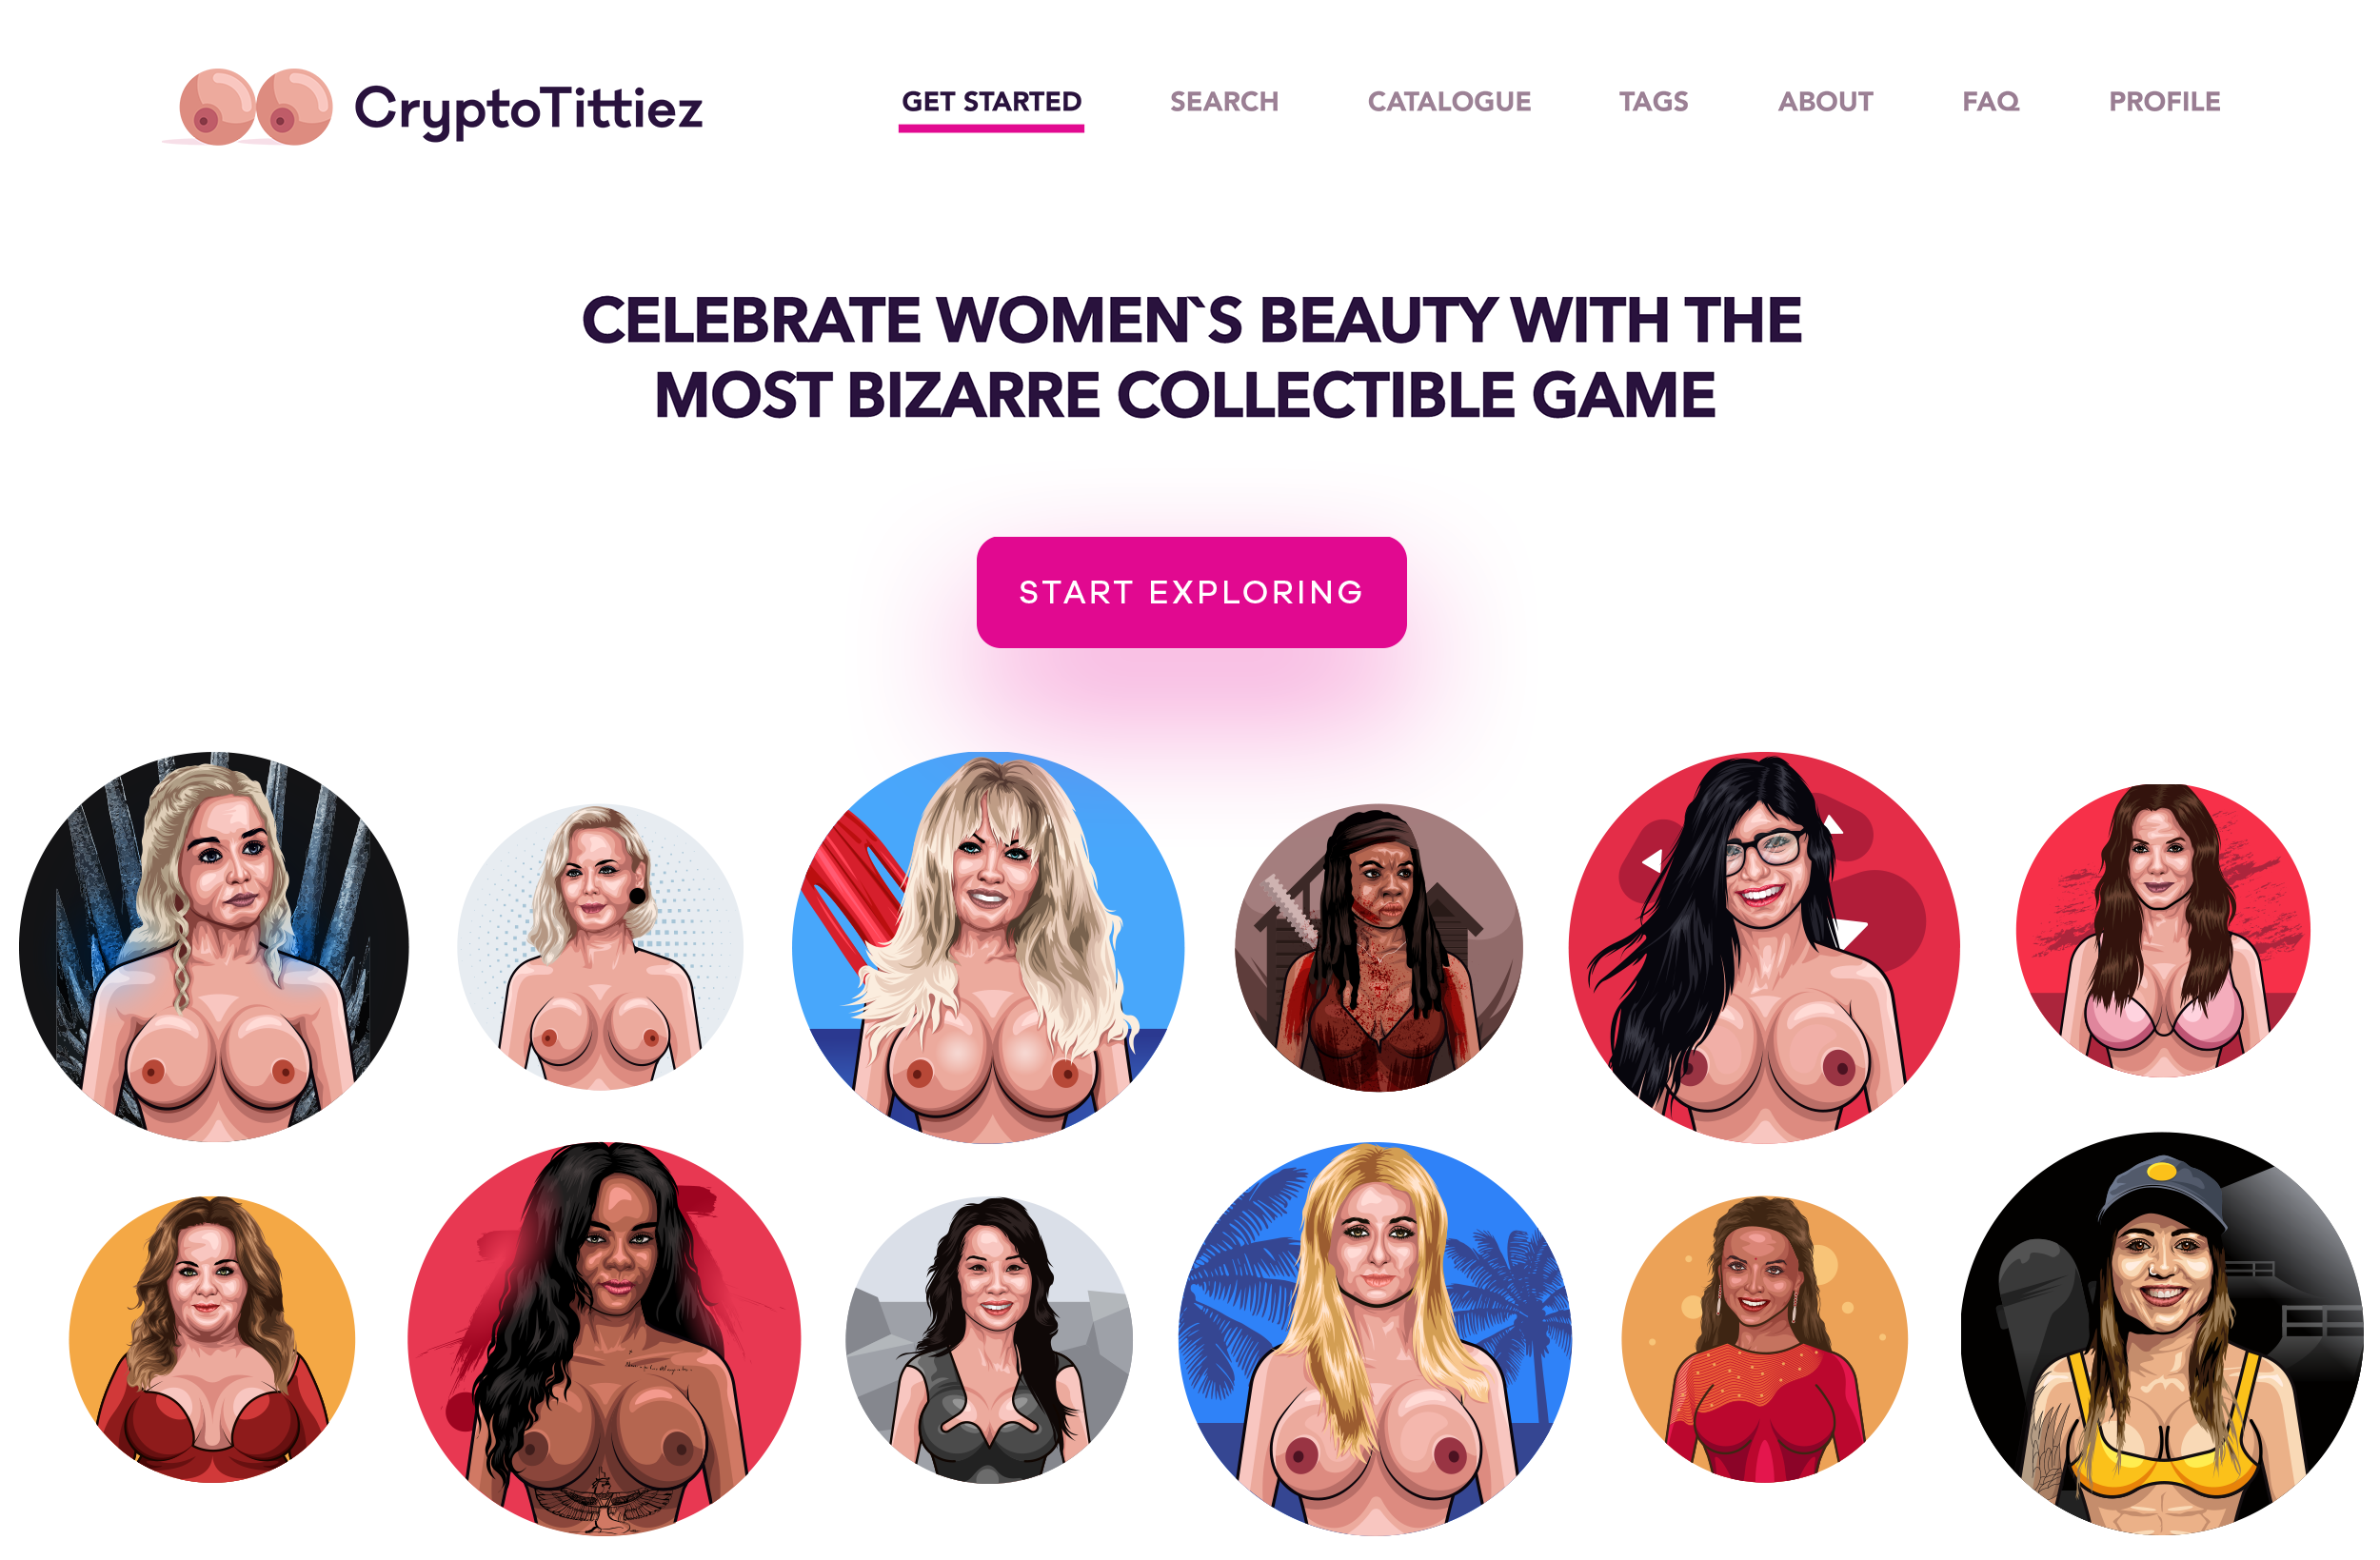 CryptoTittiez
GET STARTED
SEARCH
CATALOGUE
TAGS
ABOUT
FAQ
PROFILE
CELEBRATE WOMEN`S BEAUTY WITH THE
MOST BIZARRE COLLECTIBLE GAME
START EXPLORING